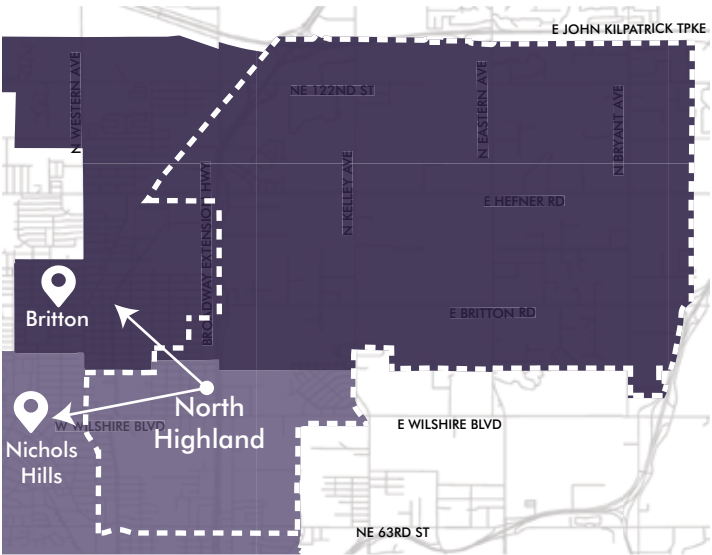 E JOHN KILPATRICK TPKE
N WESTERN AVE
NE 122ND ST
N EASTERN AVE
N BRYANT AVE
N KELLEY AVE
BROADWAY EXTENSION HWY
E HEFNER RD
Britton
E BRITTON RD
North
Highland
W WILSHIRE BLVD
E WILSHIRE BLVD
Nichols
Hills
NE 63RD ST